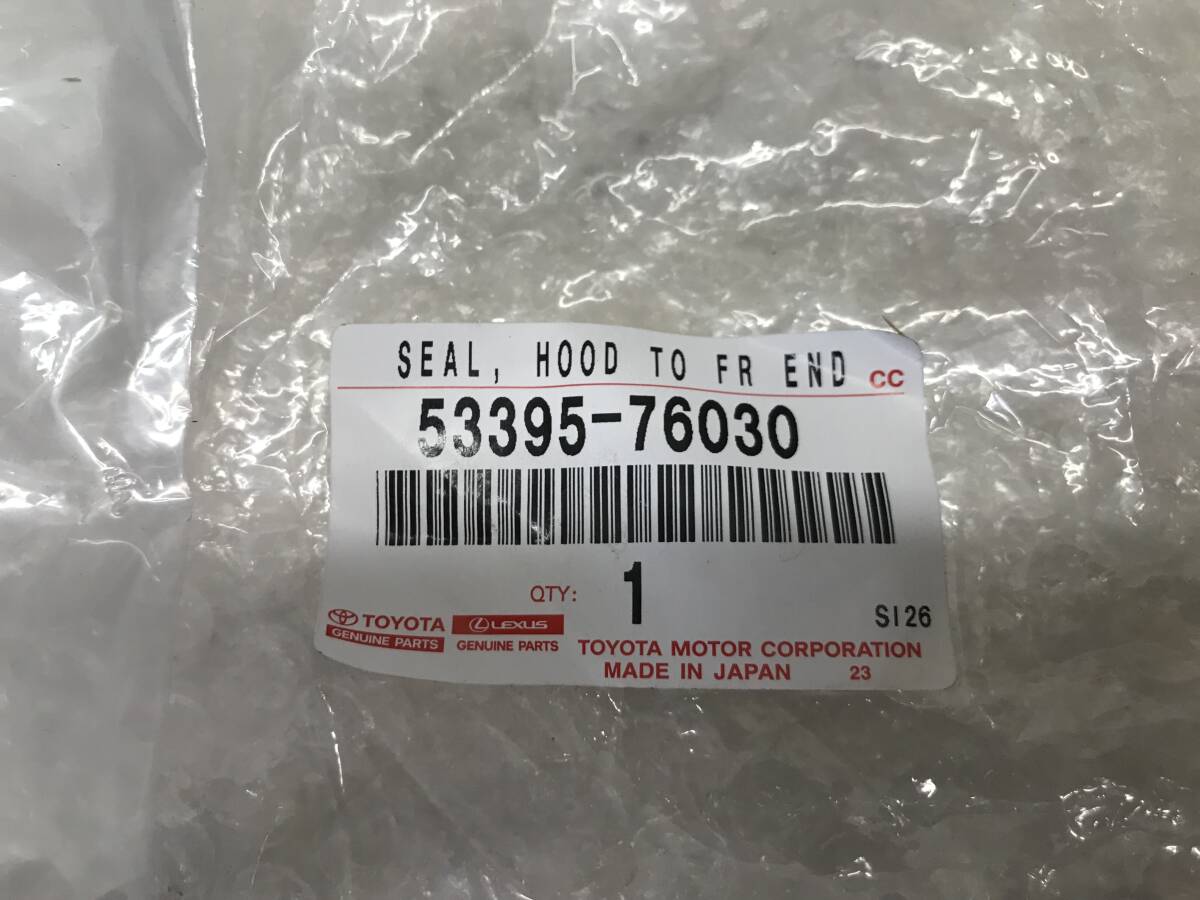 SEAL, HOOD TO FR END CC
53395-76030
QTY: 1
S126
TOYOTA
GENUINE PARTS
LEXUS
GENUINE PARTS
TOYOTA MOTOR CORPORATION
MADE IN JAPAN 23